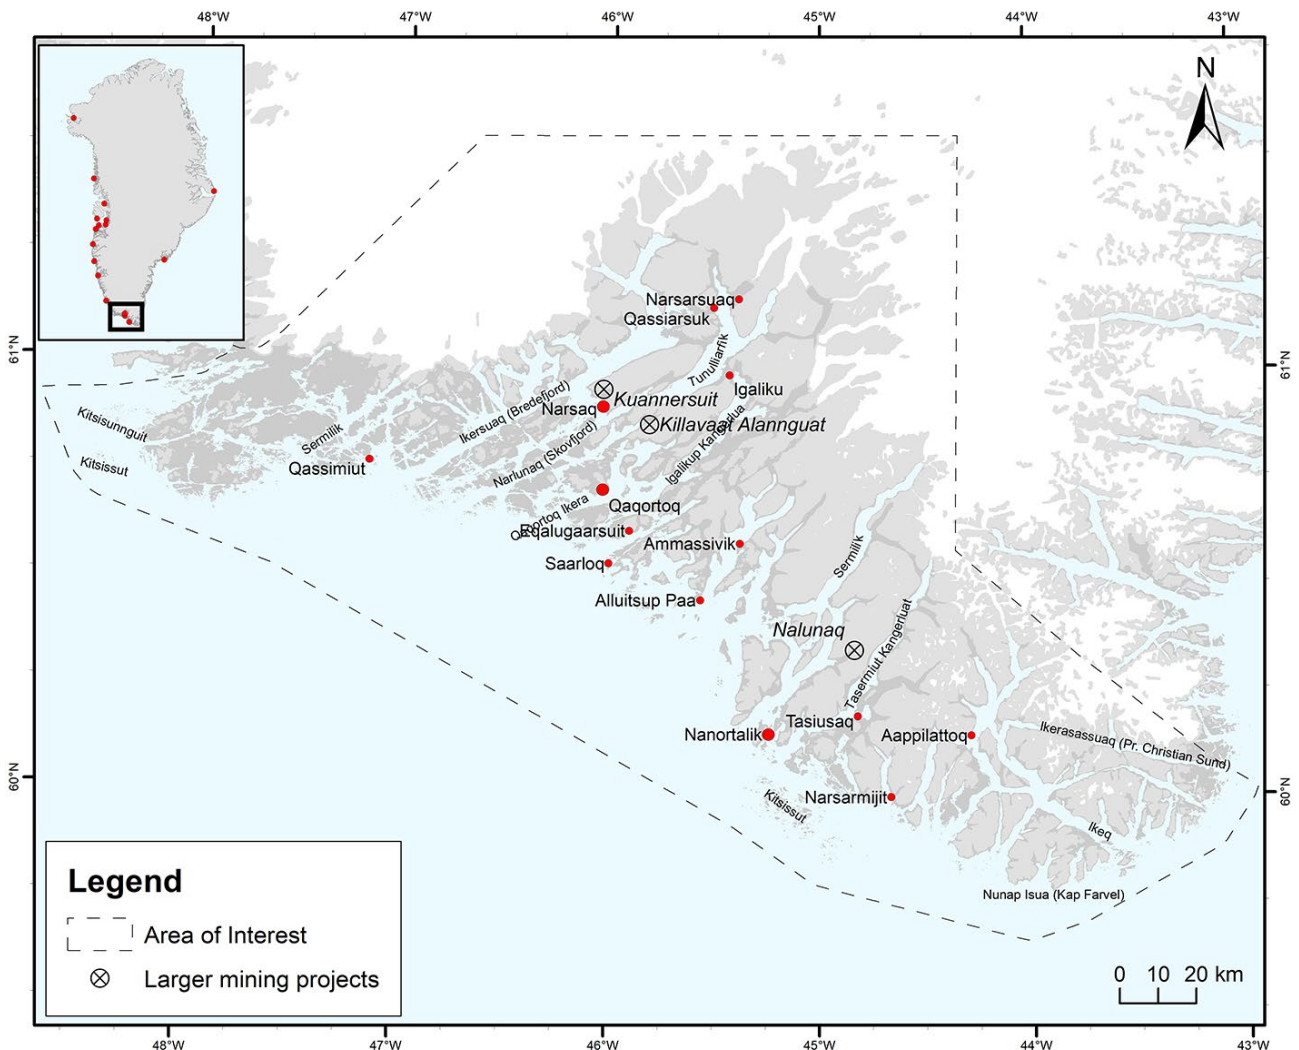 48°W
47°W
46°W
45°W
44°W
43°W
N
61°N
61°N
Narsarsuaq
Qassiarsuk
Tunulliarfik
Igaliku
Kuannersuit
Narsaq
Ikersuaq (Bredefjord)
Killavaat Alannguat
Kitsisunnguit
Sermilik
Igalikup Kangerlua
Kitsissut
Qassimiut
Narlunaq (Skovfjord)
Qaqortoq
Qaqortoq Ikera
Eqalugaarsuit
Ammassivik
Sermilik
Saarloq
Alluitsup Paa
Nalunaq
Tasermiut Kangerluat
Tasiusaq
Nanortalik
Aappilattoq
Ikerasassuaq (Pr. Christian Sund)
60°N
60°N
Narsarmijit
Kitsissut
Ikeq
Nunap Isua (Kap Farvel)
Legend
Area of Interest
Larger mining projects
0 10 20 km
48°W
47°W
46°W
45°W
44°W
43°W